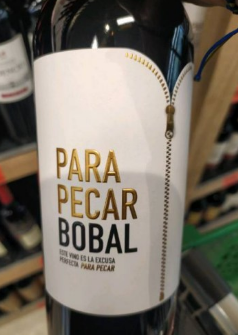 PARA
PECAR
BOBAL
ESTE VINO ES LA EXCUSA
PERFECTA PARA PECAR